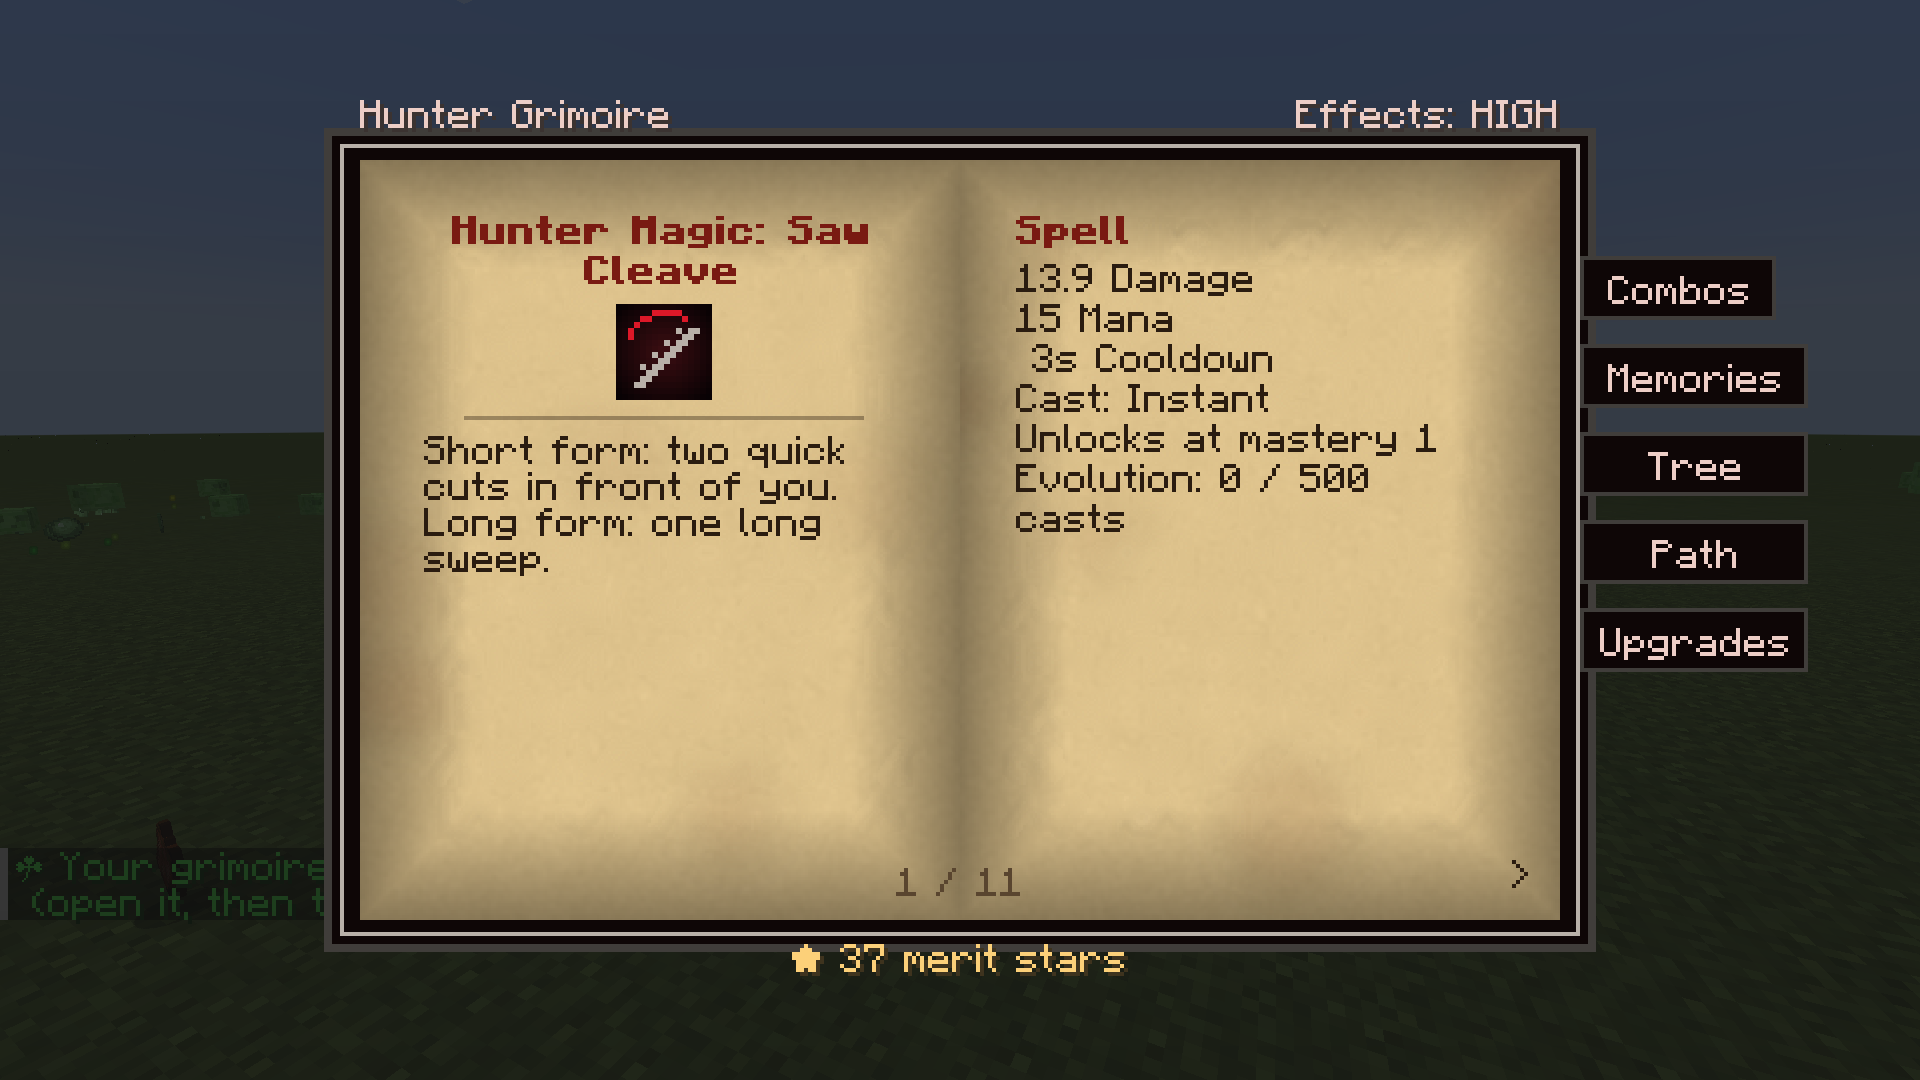 Hunter Grimoire
Effects: HIGH
Hunter Magic: Saw
Cleave
Short form: two quick
cuts in front of you.
Long form: one long
sweep.
Spell
13.9 Damage
15 Mana
3s Cooldown
Cast: Instant
Unlocks at mastery 1
Evolution: 0 / 500
casts
Combos
Memories
Tree
Path
Upgrades
Your grimoire
(open it, then t
1 / 11
>
37 merit stars